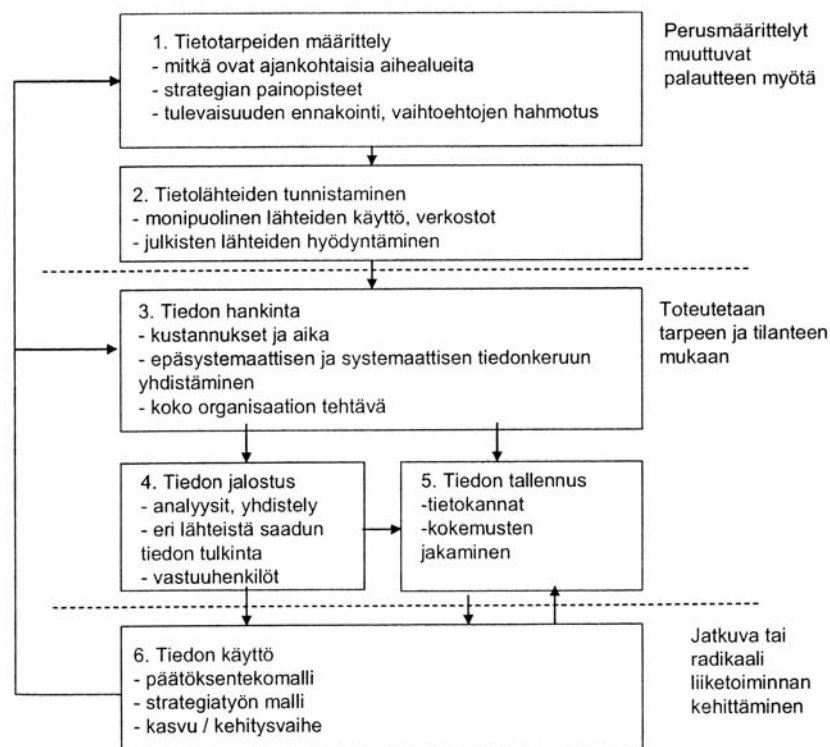 1. Tietotarpeiden määrittely
- mitkä ovat ajankohtaisia aihealueita
- strategian painopisteet
- tulevaisuuden ennakointi, vaihtoehtojen hahmotus
Perusmäärittelyt
muuttuvat
palautteen myötä
2. Tietolähteiden tunnistaminen
- monipuolinen lähteiden käyttö, verkostot
- julkisten lähteiden hyödyntäminen
3. Tiedon hankinta
- kustannukset ja aika
- epäsystemaattisen ja systemaattisen tiedonkeruun
yhdistäminen
- koko organisaation tehtävä
Toteutetaan
tarpeen ja tilanteen
mukaan
4. Tiedon jalostus
- analyysit, yhdistely
- eri lähteistä saadun
tiedon tulkinta
- vastuuhenkilöt
5. Tiedon tallennus
-tietokannat
-kokemusten
jakaminen
6. Tiedon käyttö
- päätöksentekomalli
- strategiatyön malli
- kasvu / kehitysvaihe
Jatkuva tai
radikaali
liiketoiminnan
kehittäminen